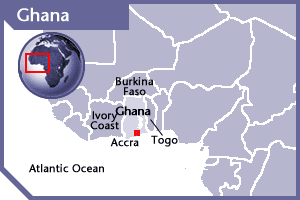 Ghana
Burkina
Faso
Ghana
Ivory
Coast
Accra
Togo
Atlantic Ocean